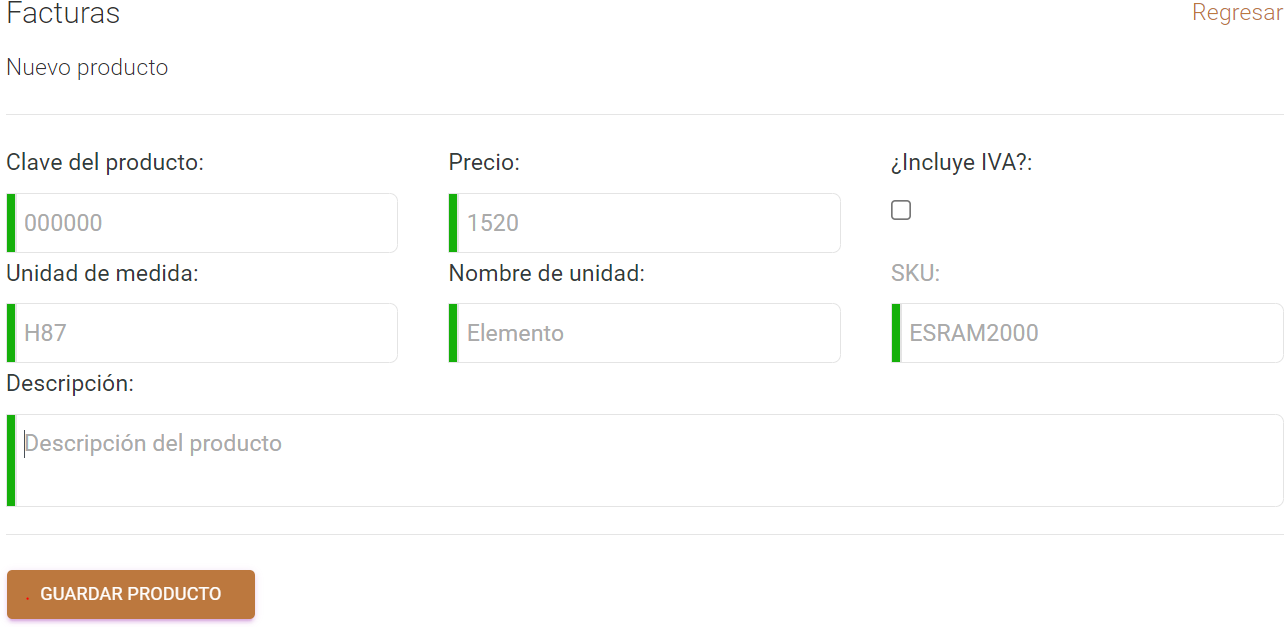 Facturas
Regresar
Nuevo producto
Clave del producto:
Precio:
¿Incluye IVA?:
000000
1520
Unidad de medida:
Nombre de unidad:
SKU:
H87
Elemento
ESRAM2000
Descripción:
Descripción del producto
GUARDAR PRODUCTO